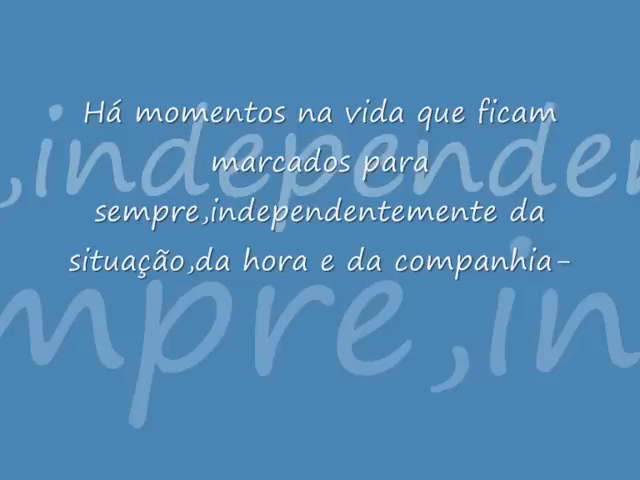 Há momentos na vida que ficam
marcados para
sempre,independentemente da
situação,da hora e da companhia-
,independen
mpre,in